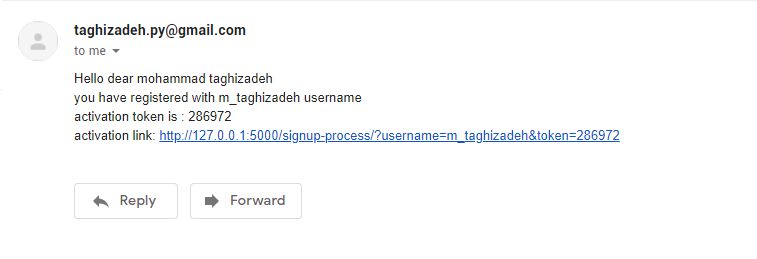 taghizadeh.py@gmail.com
to me
Hello dear mohammad taghizadeh
you have registered with m_taghizadeh username
activation token is : 286972
activation link: http://127.0.0.1:5000/signup-process/?username=m_taghizadeh&token=286972
Reply
Forward